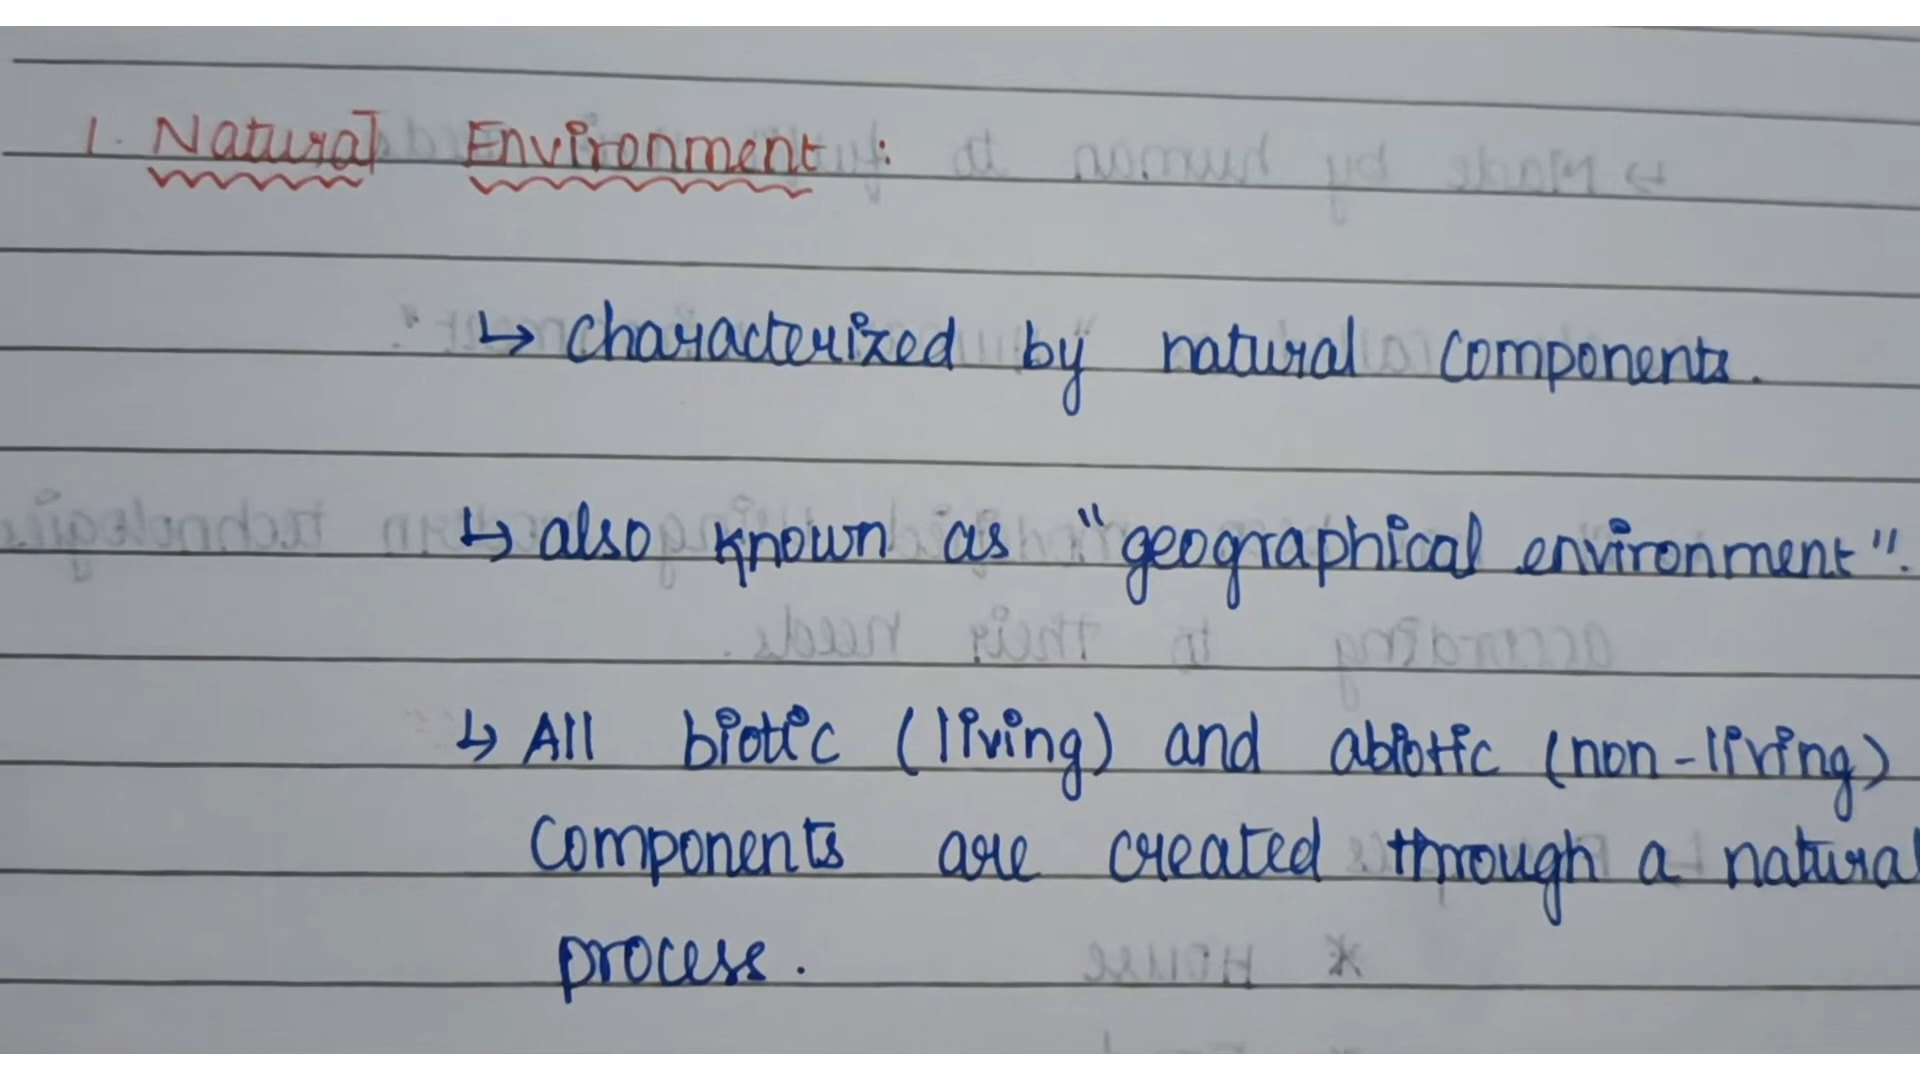 1. Natural Environment :
↳ characterized by natural components.
↳ also known as "geographical environment".
↳ All biotic (living) and abiotic (non-living)
components are created through a natural
process.